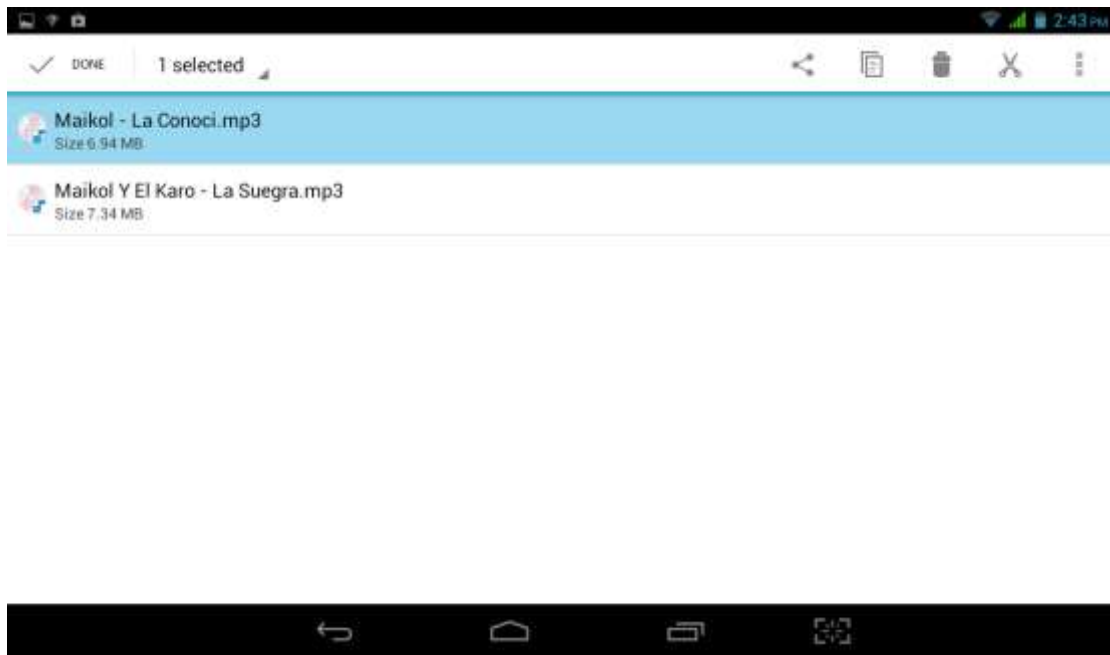 2:43 PM
DONE 1 selected
Maikol - La Conoci.mp3
Size 6.94 MB
Maikol Y El Karo - La Suegra.mp3
Size 7.34 MB